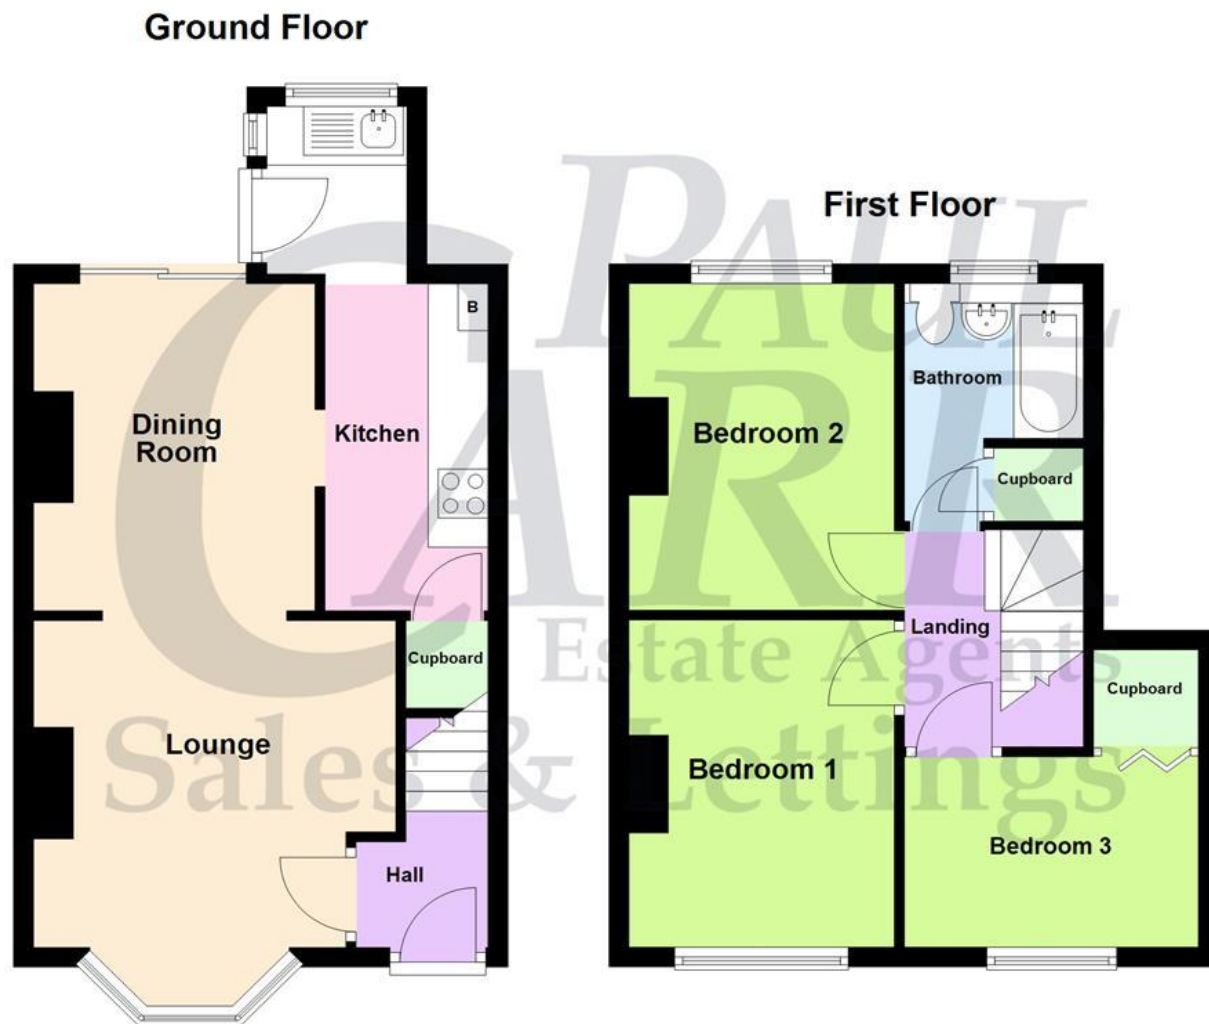 Ground Floor
First Floor
B
Dining
Room
Kitchen
Cupboard
Lounge
Hall
Bedroom 2
Bathroom
Cupboard
Landing
Cupboard
Bedroom 1
Bedroom 3
PAUL
CARR
Estate Agents
Sales & Lettings